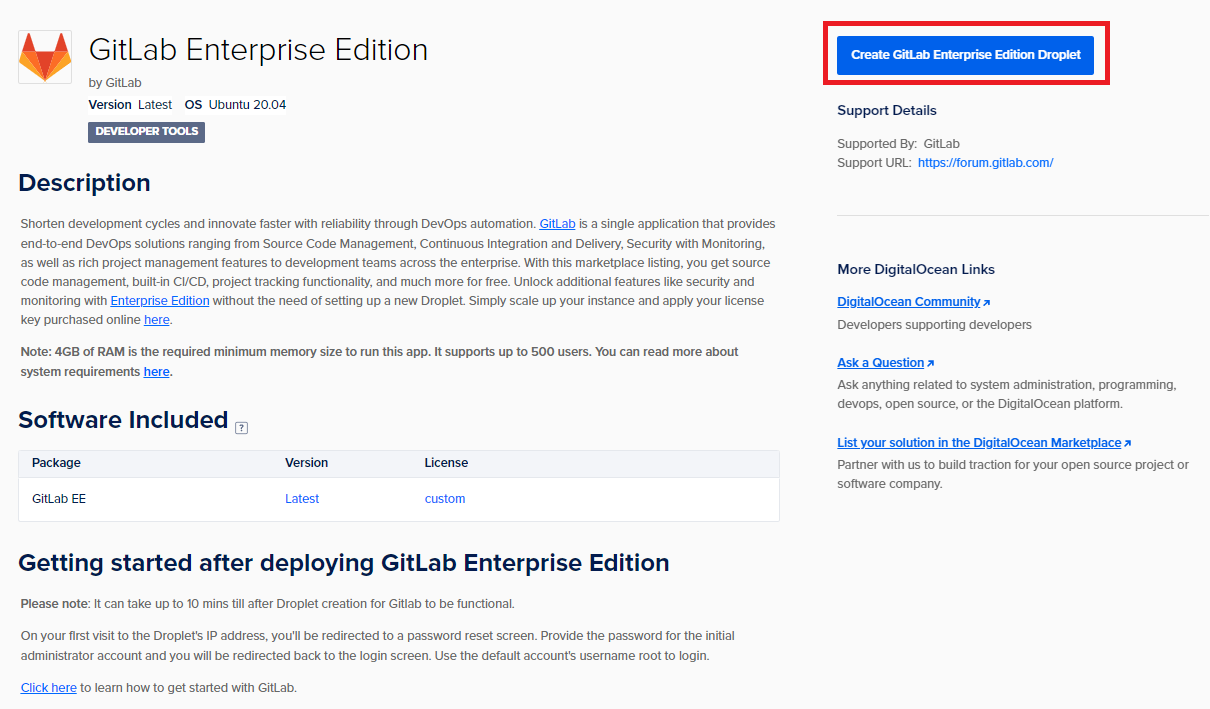 GitLab Enterprise Edition
by GitLab
Version Latest OS Ubuntu 20.04
DEVELOPER TOOLS
Description
Shorten development cycles and innovate faster with reliability through DevOps automation. GitLab is a single application that provides
end-to-end DevOps solutions ranging from Source Code Management, Continuous Integration and Delivery, Security with Monitoring,
as well as rich project management features to development teams across the enterprise. With this marketplace listing, you get source
code management, built-in CI/CD, project tracking functionality, and much more for free. Unlock additional features like security and
monitoring with Enterprise Edition without the need of setting up a new Droplet. Simply scale up your instance and apply your license
key purchased online here.
Note: 4GB of RAM is the required minimum memory size to run this app. It supports up to 500 users. You can read more about
system requirements here.
Software Included ?
Package Version License
GitLab EE Latest custom
Getting started after deploying GitLab Enterprise Edition
Please note: It can take up to 10 mins till after Droplet creation for Gitlab to be functional.
On your first visit to the Droplet's IP address, you'll be redirected to a password reset screen. Provide the password for the initial
administrator account and you will be redirected back to the login screen. Use the default account's username root to login.
Click here to learn how to get started with GitLab.
Create GitLab Enterprise Edition Droplet
Support Details
Supported By: GitLab
Support URL: https://forum.gitlab.com/
More DigitalOcean Links
DigitalOcean Community
Developers supporting developers
Ask a Question
Ask anything related to system administration, programming,
devops, open source, or the DigitalOcean platform.
List your solution in the DigitalOcean Marketplace
Partner with us to build traction for your open source project or
software company.